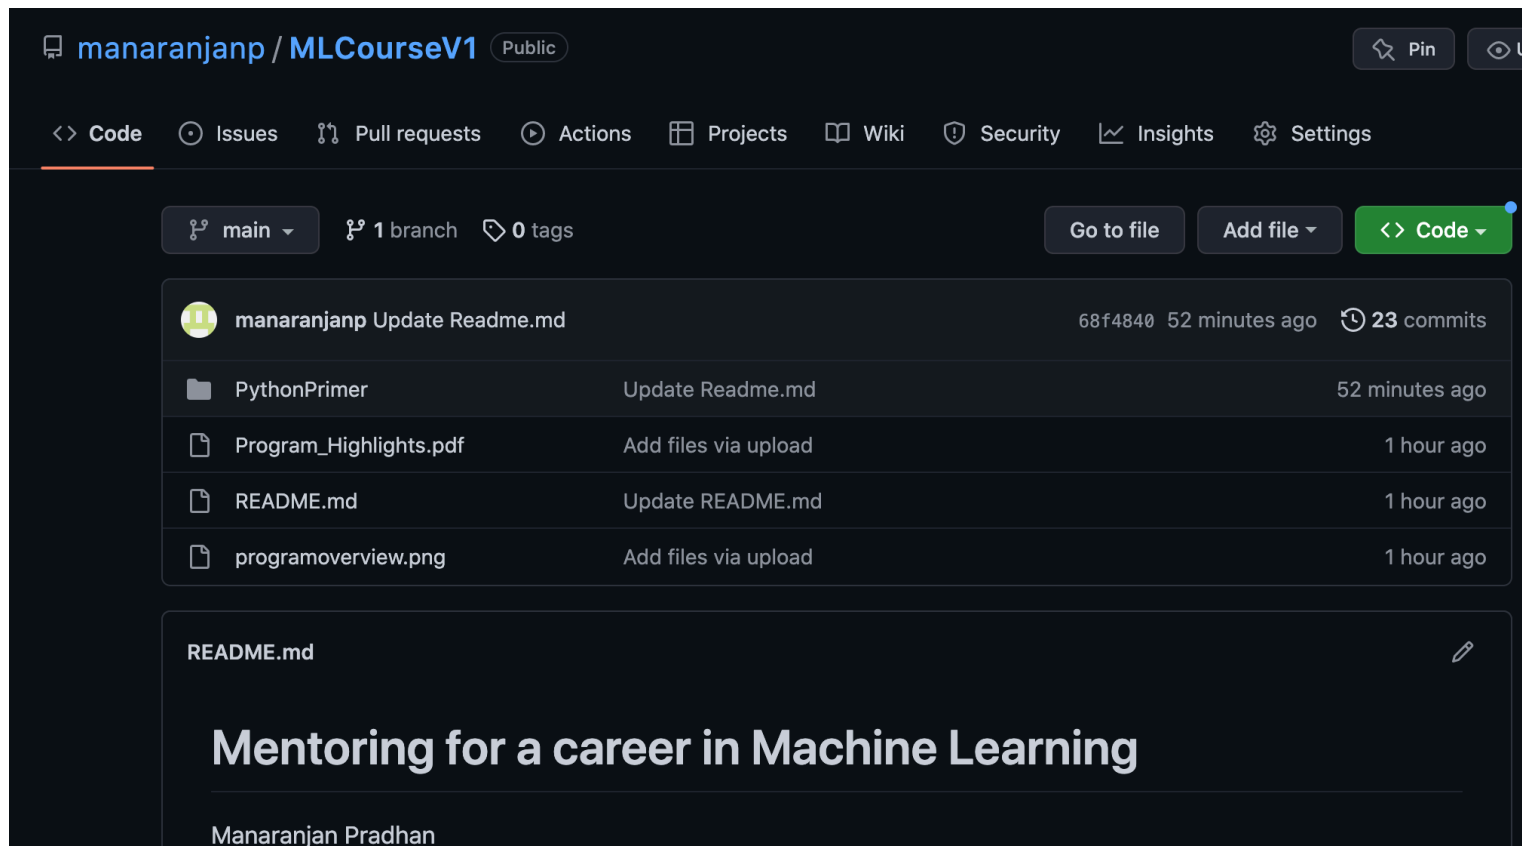 manaranjanp / MLCourseV1 Public Pin
Code Issues Pull requests Actions Projects Wiki Security Insights Settings
main 1 branch 0 tags Go to file Add file Code
manaranjanp Update Readme.md 68f4840 52 minutes ago 23 commits
PythonPrimer Update Readme.md 52 minutes ago
Program_Highlights.pdf Add files via upload 1 hour ago
README.md Update README.md 1 hour ago
programoverview.png Add files via upload 1 hour ago
README.md
Mentoring for a career in Machine Learning
Manaranjan Pradhan